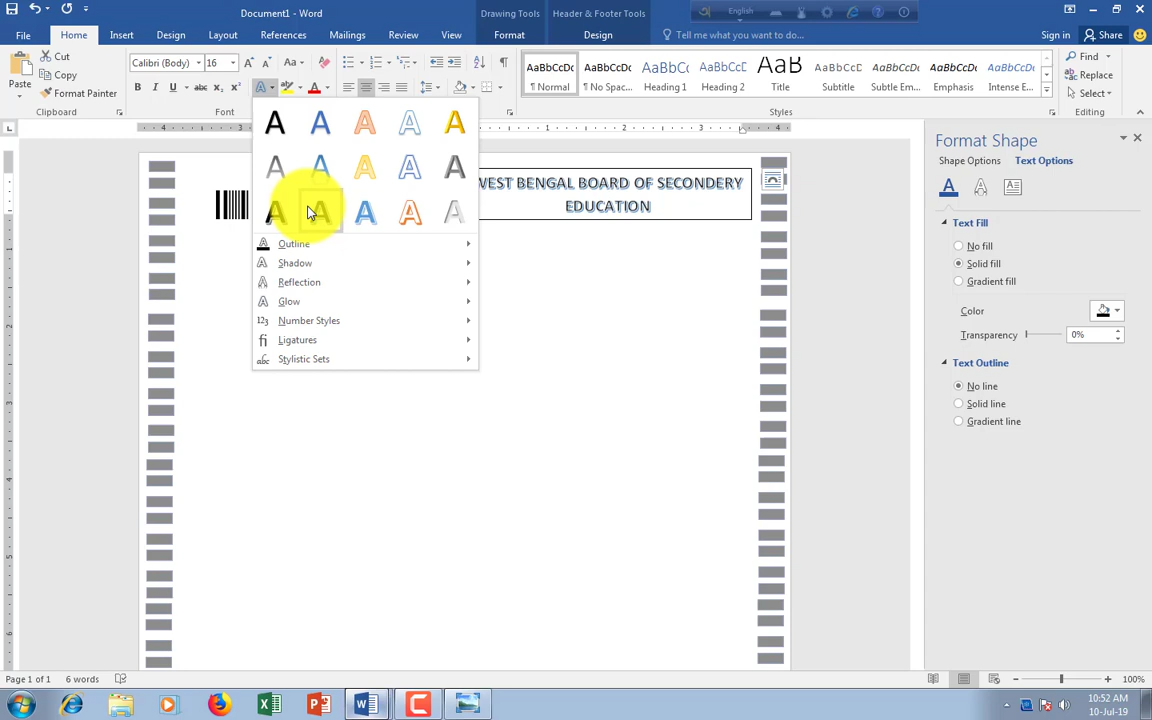 Document1 - Word
Drawing Tools
Header & Footer Tools
English
File
Home
Insert
Design
Layout
References
Mailings
Review
View
Format
Design
Tell me what you want to do...
Sign in
Share
Paste
Cut
Copy
Format Painter
Clipboard
Calibri (Body)
16
Font
AaBbCcDc
¶ Normal
AaBbCcDc
¶ No Spac...
AaBbCc
Heading 1
AaBbCcD
Heading 2
AaB
Title
AaBbCcD
Subtitle
AaBbCcDc
Subtle Em...
AaBbCcDc
Emphasis
AaBbCcDc
Intense E...
Styles
Find
Replace
Select
Editing
Outline
Shadow
Reflection
Glow
Number Styles
Ligatures
Stylistic Sets
WEST BENGAL BOARD OF SECONDERY
EDUCATION
Format Shape
Shape Options
Text Options
Text Fill
No fill
Solid fill
Gradient fill
Color
Transparency
0%
Text Outline
No line
Solid line
Gradient line
Page 1 of 1
6 words
100%
10:52 AM
10-Jul-19